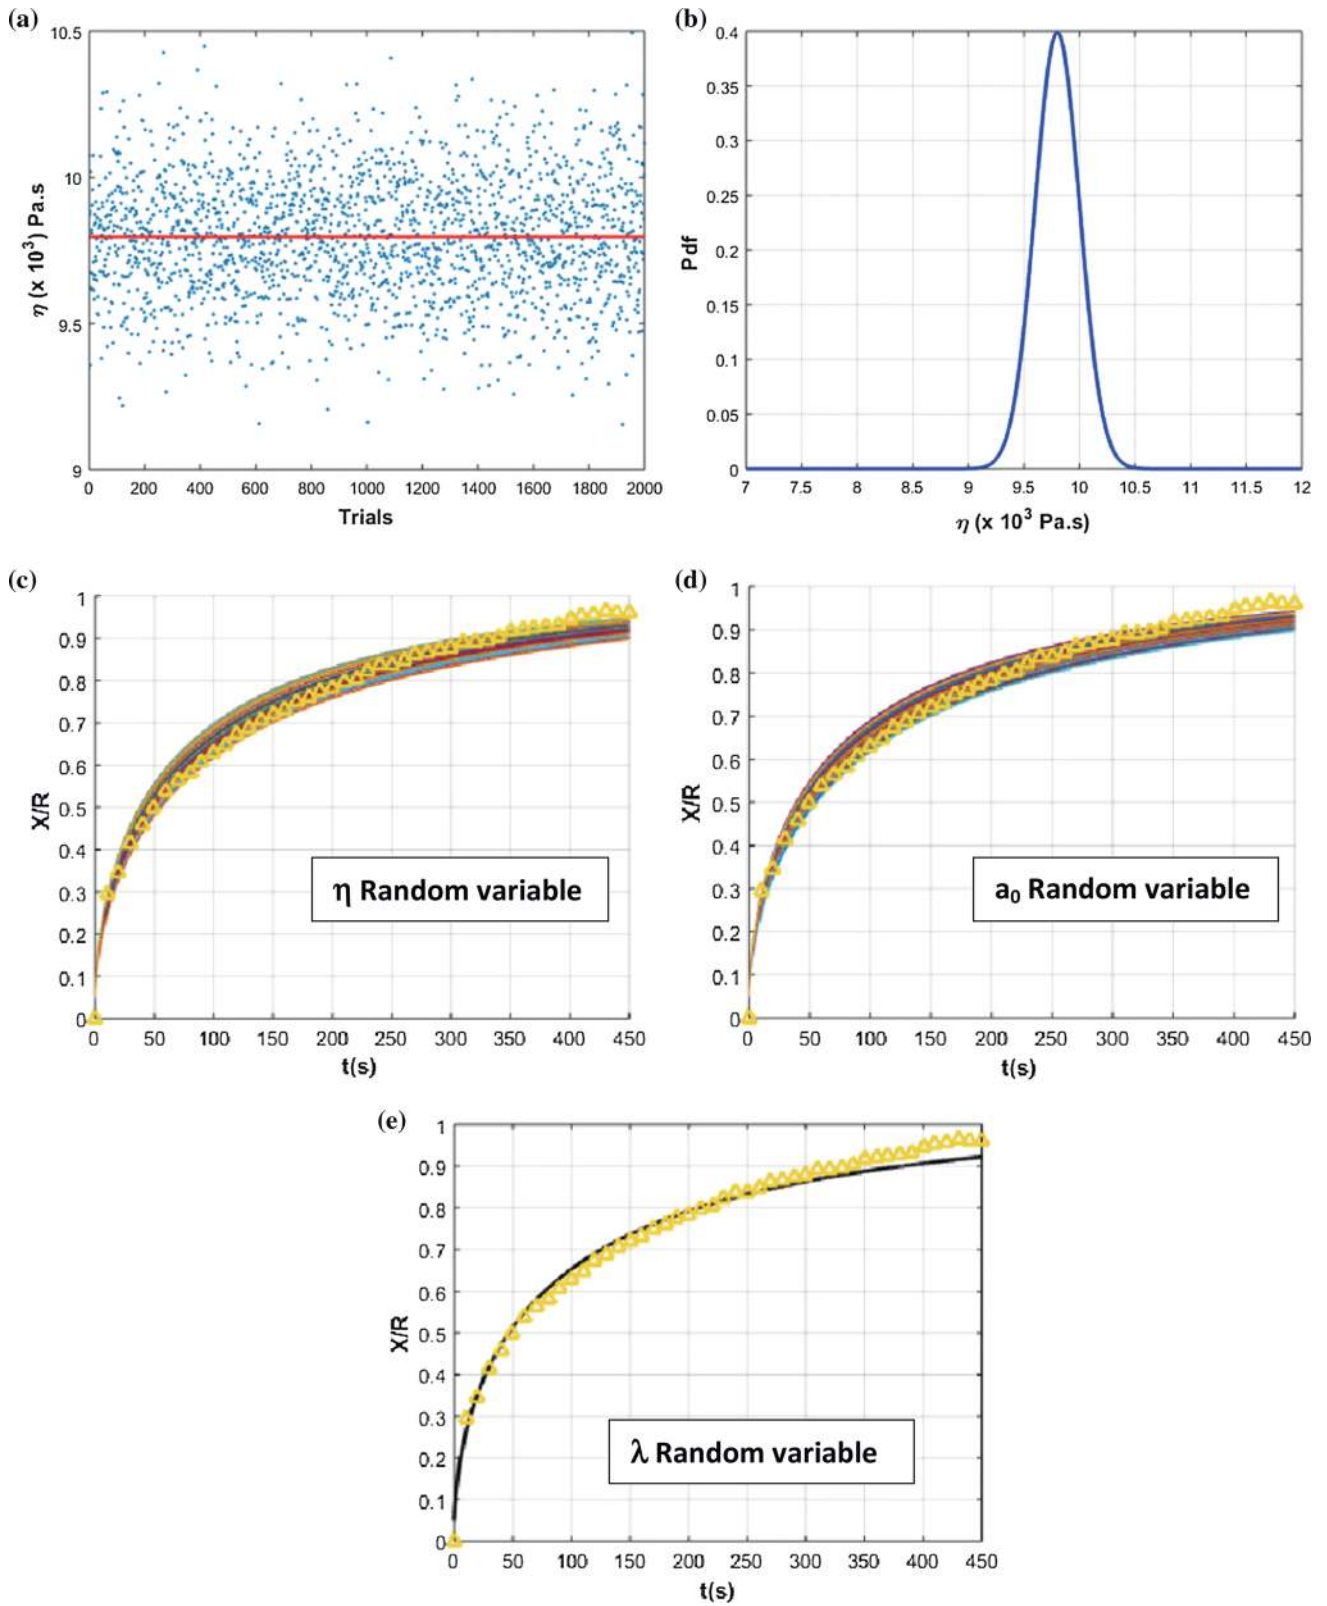 (a)
10.5
10
9.5
9
η (x 10³) Pa.s
0 200 400 600 800 1000 1200 1400 1600 1800 2000
Trials
(b)
0.4
0.35
0.3
0.25
0.2
0.15
0.1
0.05
0
Pdf
7 7.5 8 8.5 9 9.5 10 10.5 11 11.5 12
η (x 10³ Pa.s)
(c)
1
0.9
0.8
0.7
0.6
0.5
0.4
0.3
0.2
0.1
0
X/R
η Random variable
0 50 100 150 200 250 300 350 400 450
t(s)
(d)
1
0.9
0.8
0.7
0.6
0.5
0.4
0.3
0.2
0.1
0
X/R
a₀ Random variable
0 50 100 150 200 250 300 350 400 450
t(s)
(e)
1
0.9
0.8
0.7
0.6
0.5
0.4
0.3
0.2
0.1
0
X/R
λ Random variable
0 50 100 150 200 250 300 350 400 450
t(s)